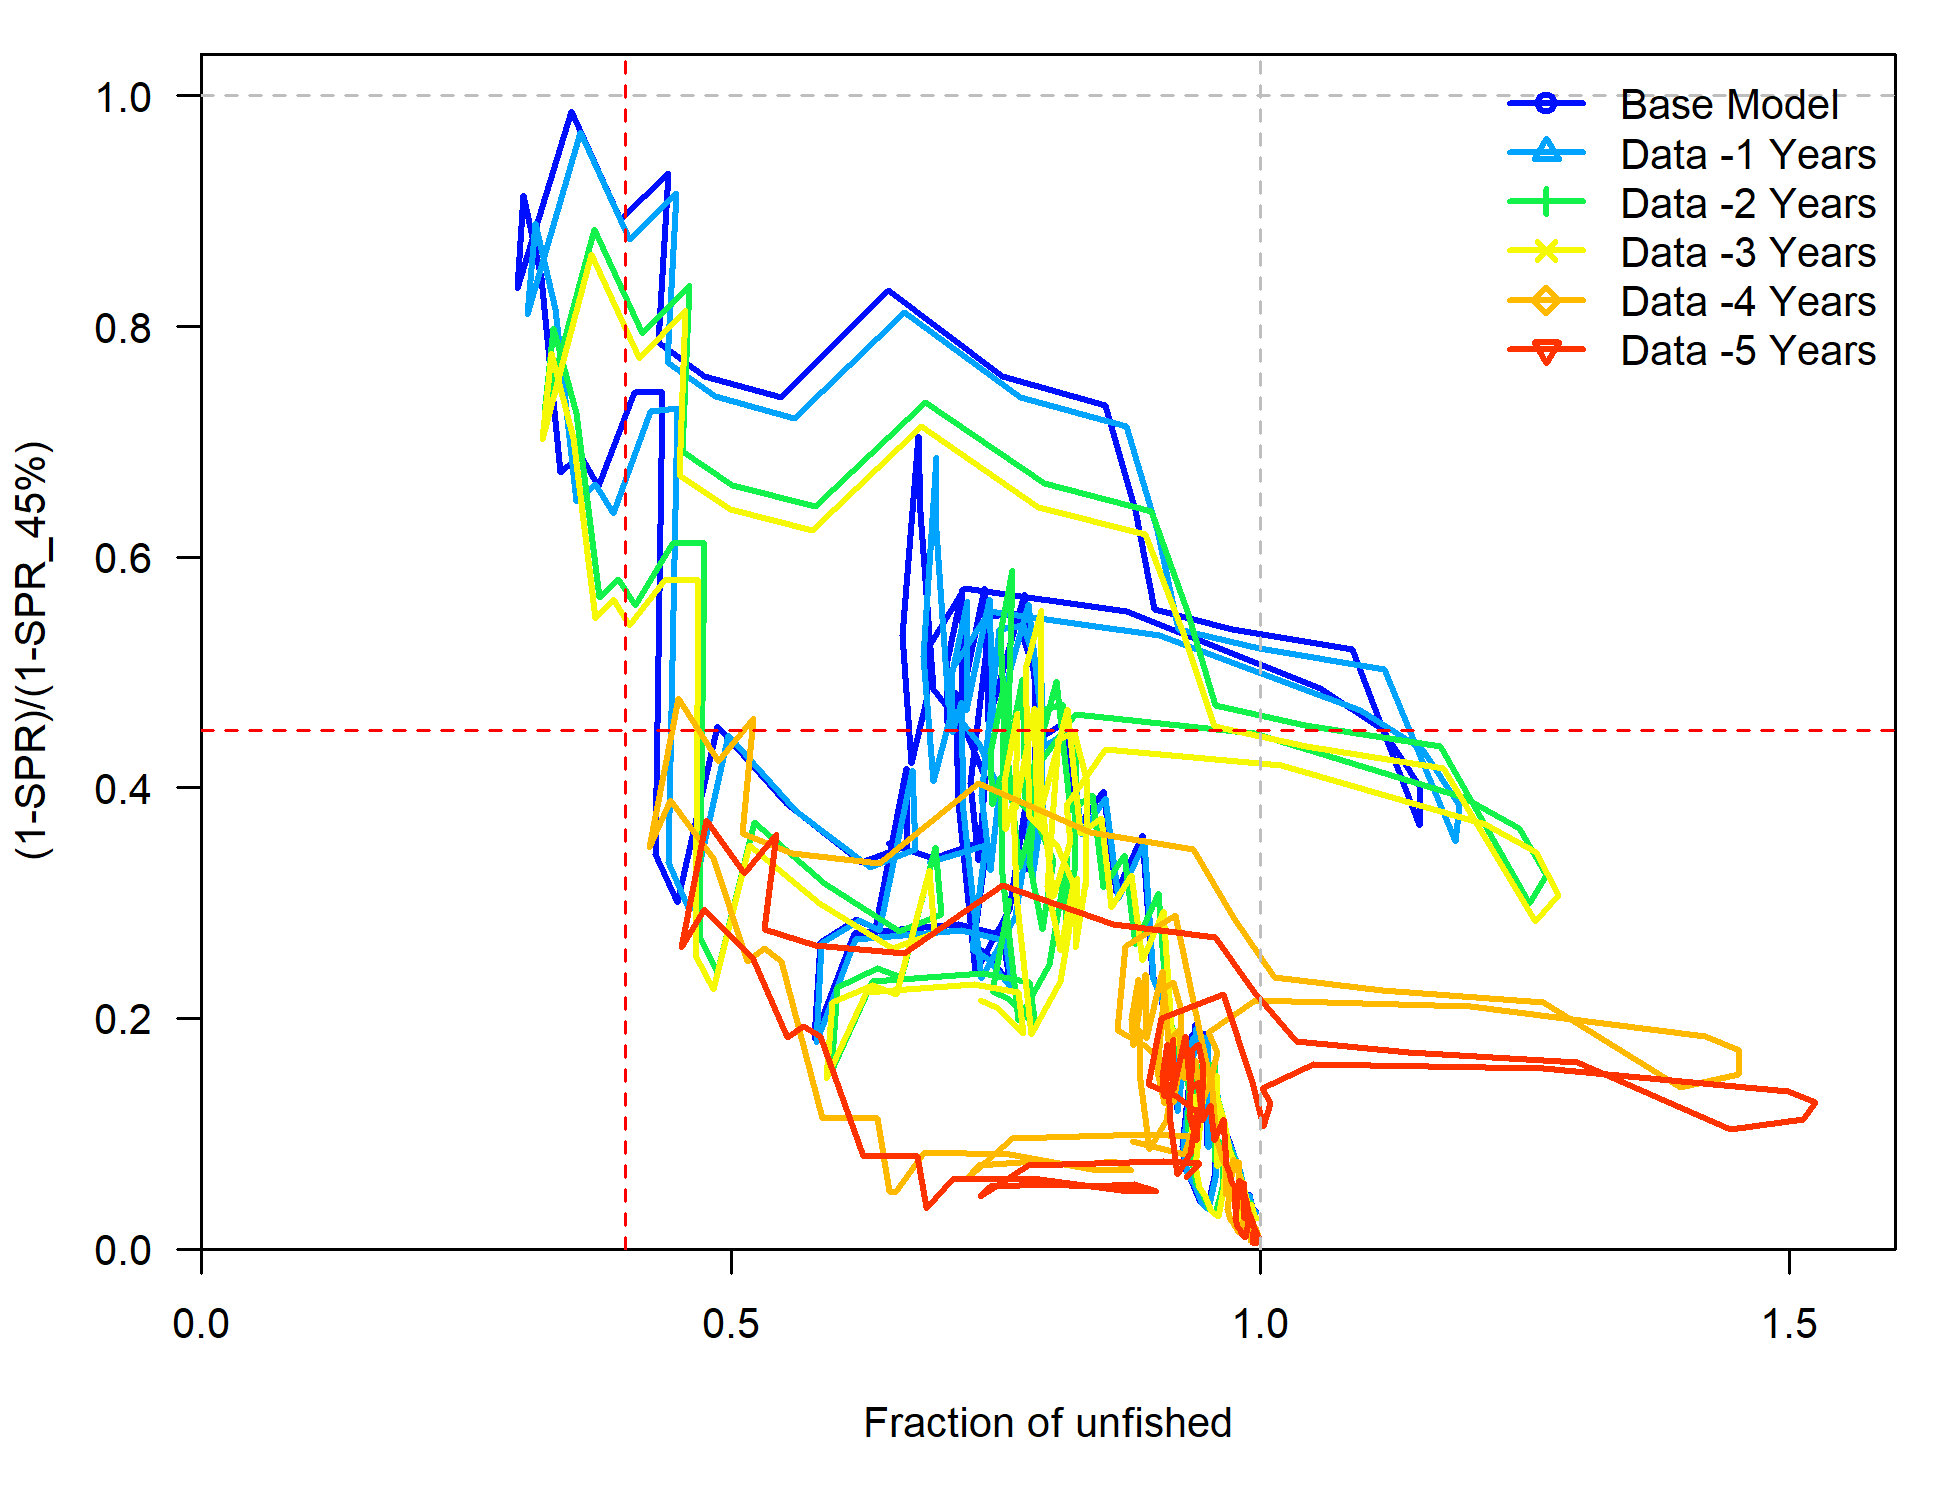 1.0
0.8
0.6
0.4
0.2
0.0
(1-SPR)/(1-SPR_45%)
Base Model
Data -1 Years
Data -2 Years
Data -3 Years
Data -4 Years
Data -5 Years
0.0 0.5 1.0 1.5
Fraction of unfished